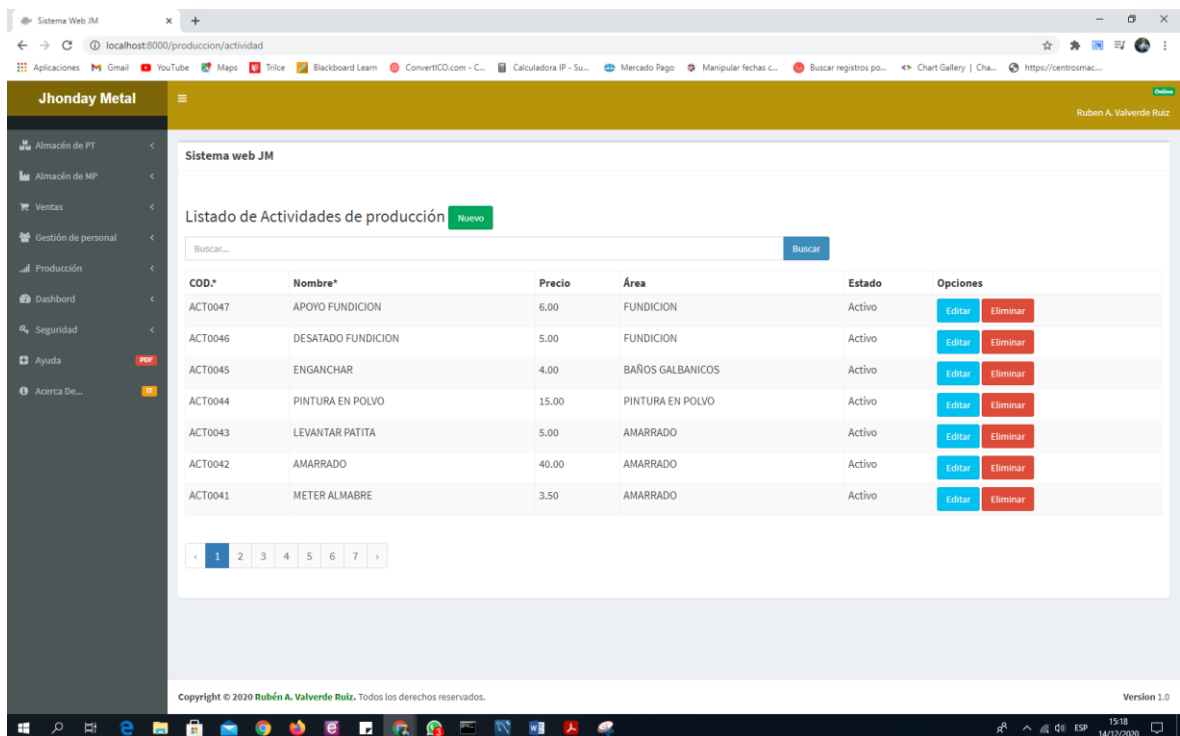 Sistema Web JM
localhost:8000/produccion/actividad
Aplicaciones Gmail YouTube Maps Trilce Blackboard Learn ConvertICO.com - C... Calculadora IP - Su... Mercado Pago Manipular fechas c... Buscar registros po... Chart Gallery | Cha... https://centrosmac....
Jhonday Metal
Online
Ruben A. Valverde Ruiz
Almacén de PT
Almacén de MP
Ventas
Gestión de personal
Producción
Dashbord
Seguridad
Ayuda PDF
Acerca De... IT
Sistema web JM
Listado de Actividades de producción Nuevo
Buscar... Buscar
COD.* Nombre* Precio Área Estado Opciones
ACT0047 APOYO FUNDICION 6.00 FUNDICION Activo Editar Eliminar
ACT0046 DESATADO FUNDICION 5.00 FUNDICION Activo Editar Eliminar
ACT0045 ENGANCHAR 4.00 BAÑOS GALBANICOS Activo Editar Eliminar
ACT0044 PINTURA EN POLVO 15.00 PINTURA EN POLVO Activo Editar Eliminar
ACT0043 LEVANTAR PATITA 5.00 AMARRADO Activo Editar Eliminar
ACT0042 AMARRADO 40.00 AMARRADO Activo Editar Eliminar
ACT0041 METER ALMABRE 3.50 AMARRADO Activo Editar Eliminar
‹ 1 2 3 4 5 6 7 ›
Copyright © 2020 Rubén A. Valverde Ruiz. Todos los derechos reservados.
Version 1.0
ESP
15:18
14/12/2020